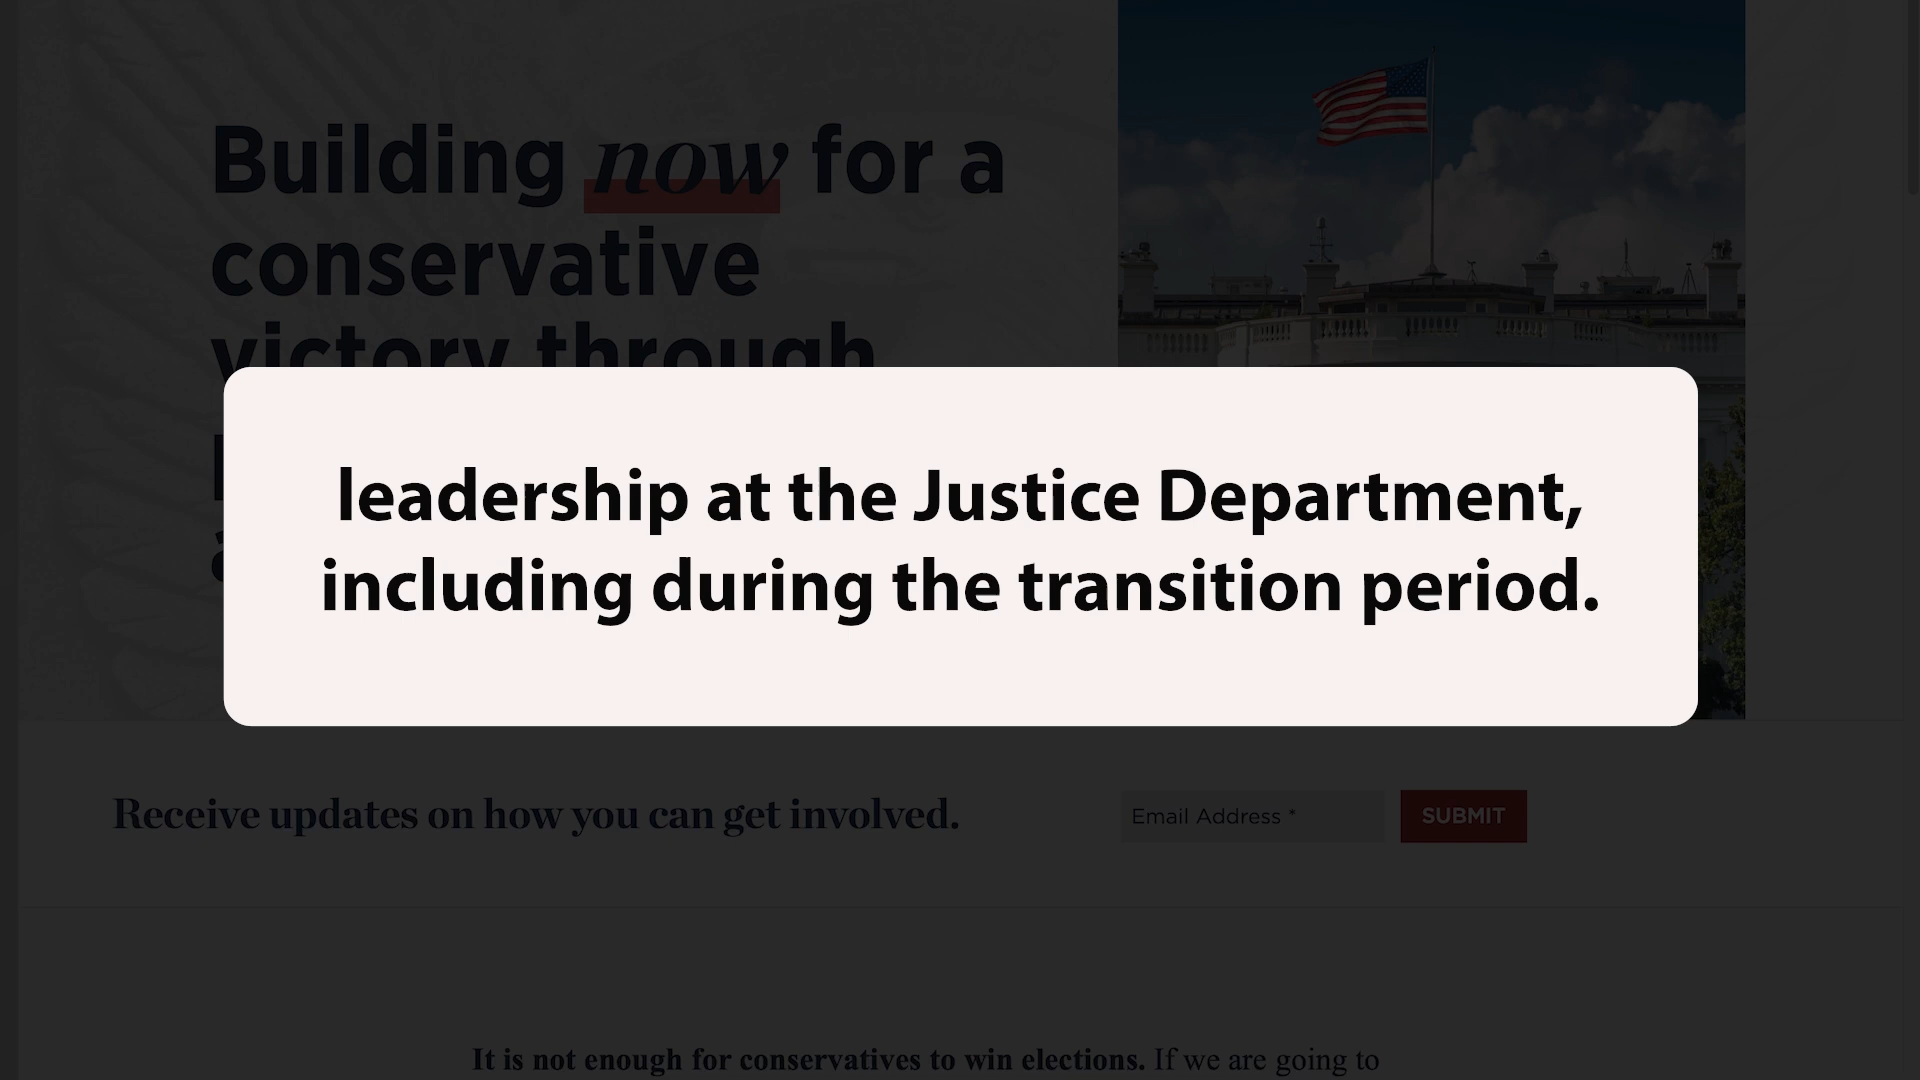 Building now for a
conservative
victory through
leadership at the Justice Department,
including during the transition period.
Receive updates on how you can get involved.
Email Address *
SUBMIT
It is not enough for conservatives to win elections. If we are going to